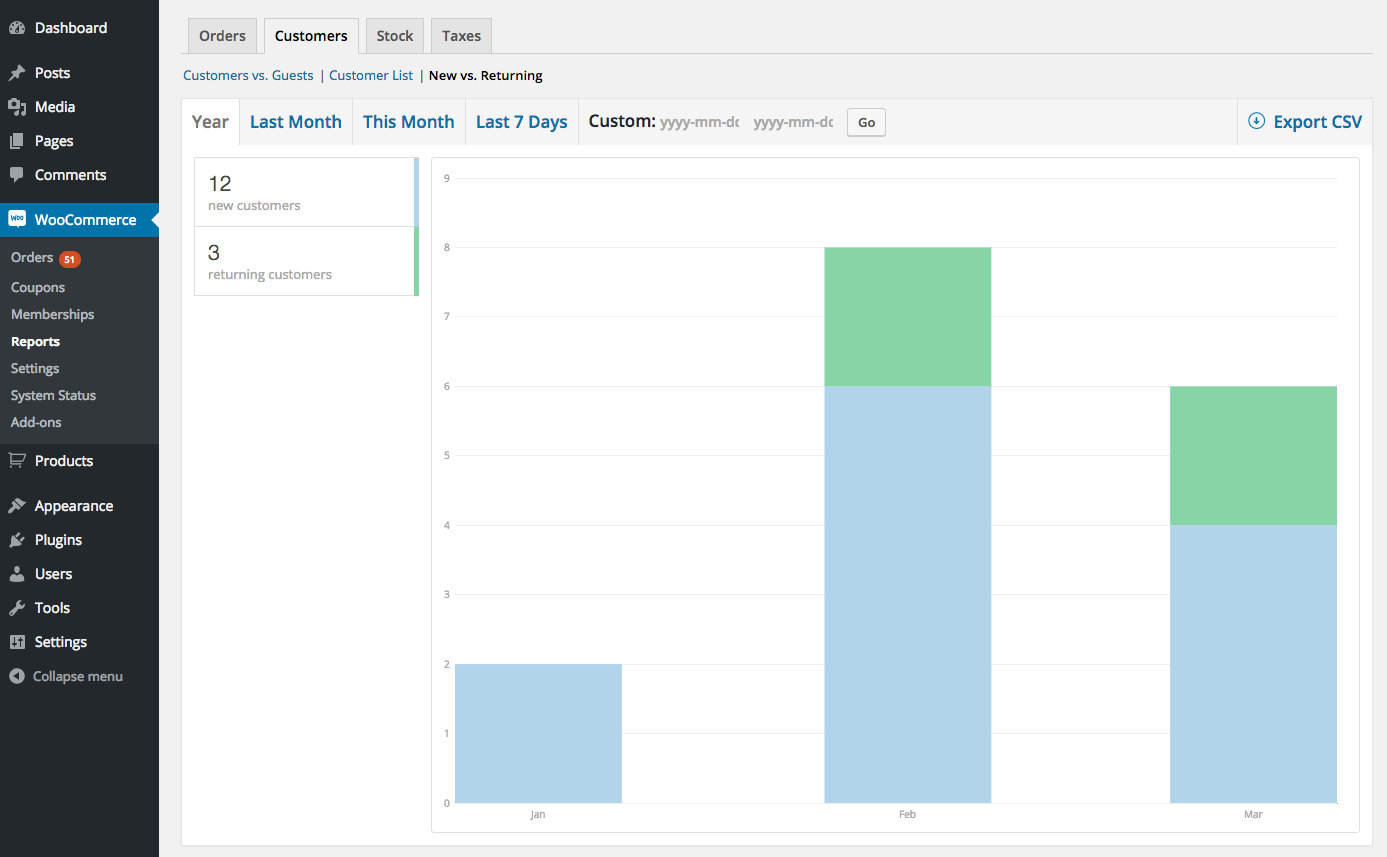 Dashboard
Posts
Media
Pages
Comments
WooCommerce
Orders 51
Coupons
Memberships
Reports
Settings
System Status
Add-ons
Products
Appearance
Plugins
Users
Tools
Settings
Collapse menu
Orders Customers Stock Taxes
Customers vs. Guests | Customer List | New vs. Returning
Year Last Month This Month Last 7 Days Custom: yyyy-mm-dd yyyy-mm-dd Go Export CSV
12
new customers
3
returning customers
9
8
7
6
5
4
3
2
1
0
Jan Feb Mar